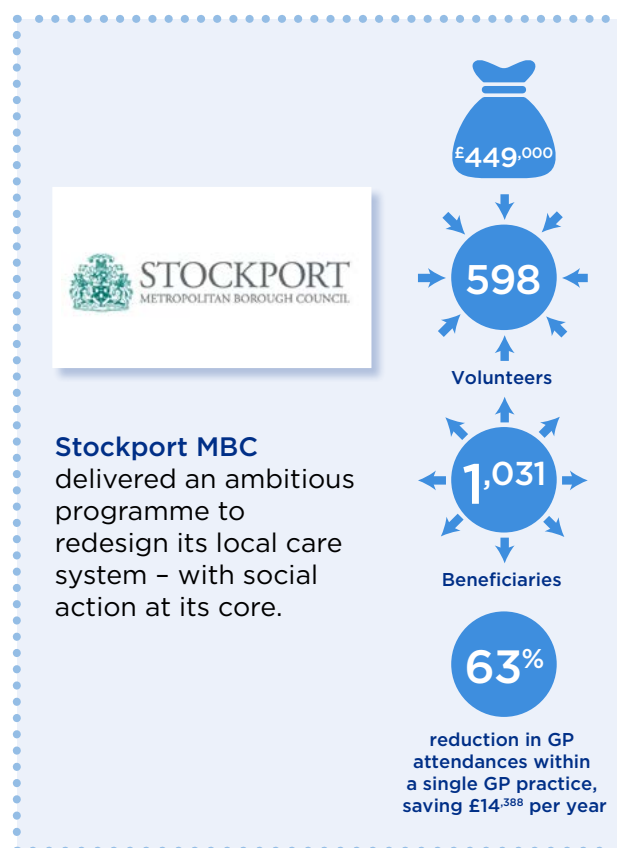 £449,000
STOCKPORT
METROPOLITAN BOROUGH COUNCIL
598
Volunteers
Stockport MBC
delivered an ambitious
programme to
redesign its local care
system – with social
action at its core.
1,031
Beneficiaries
63%
reduction in GP
attendances within
a single GP practice,
saving £14,388 per year